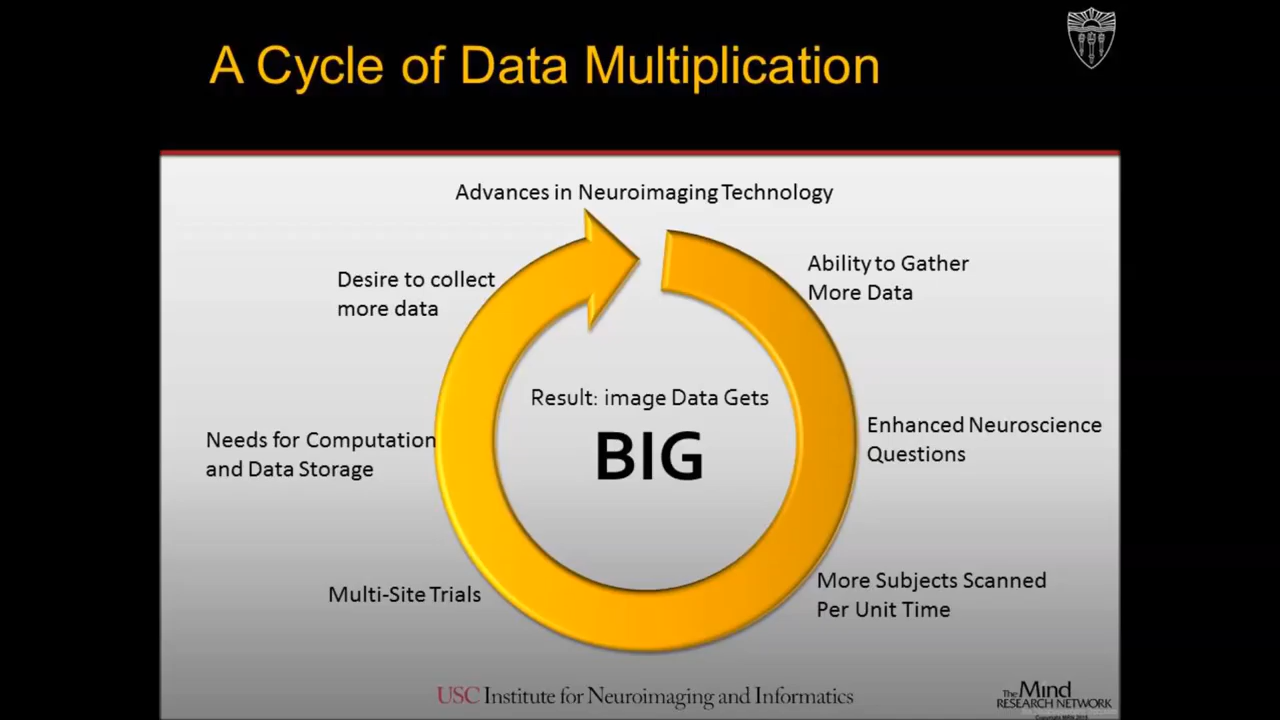 A Cycle of Data Multiplication
Advances in Neuroimaging Technology
Ability to Gather
More Data
Enhanced Neuroscience
Questions
More Subjects Scanned
Per Unit Time
Multi-Site Trials
Needs for Computation
and Data Storage
Desire to collect
more data
Result: image Data Gets
BIG
USC Institute for Neuroimaging and Informatics
The Mind
RESEARCH NETWORK